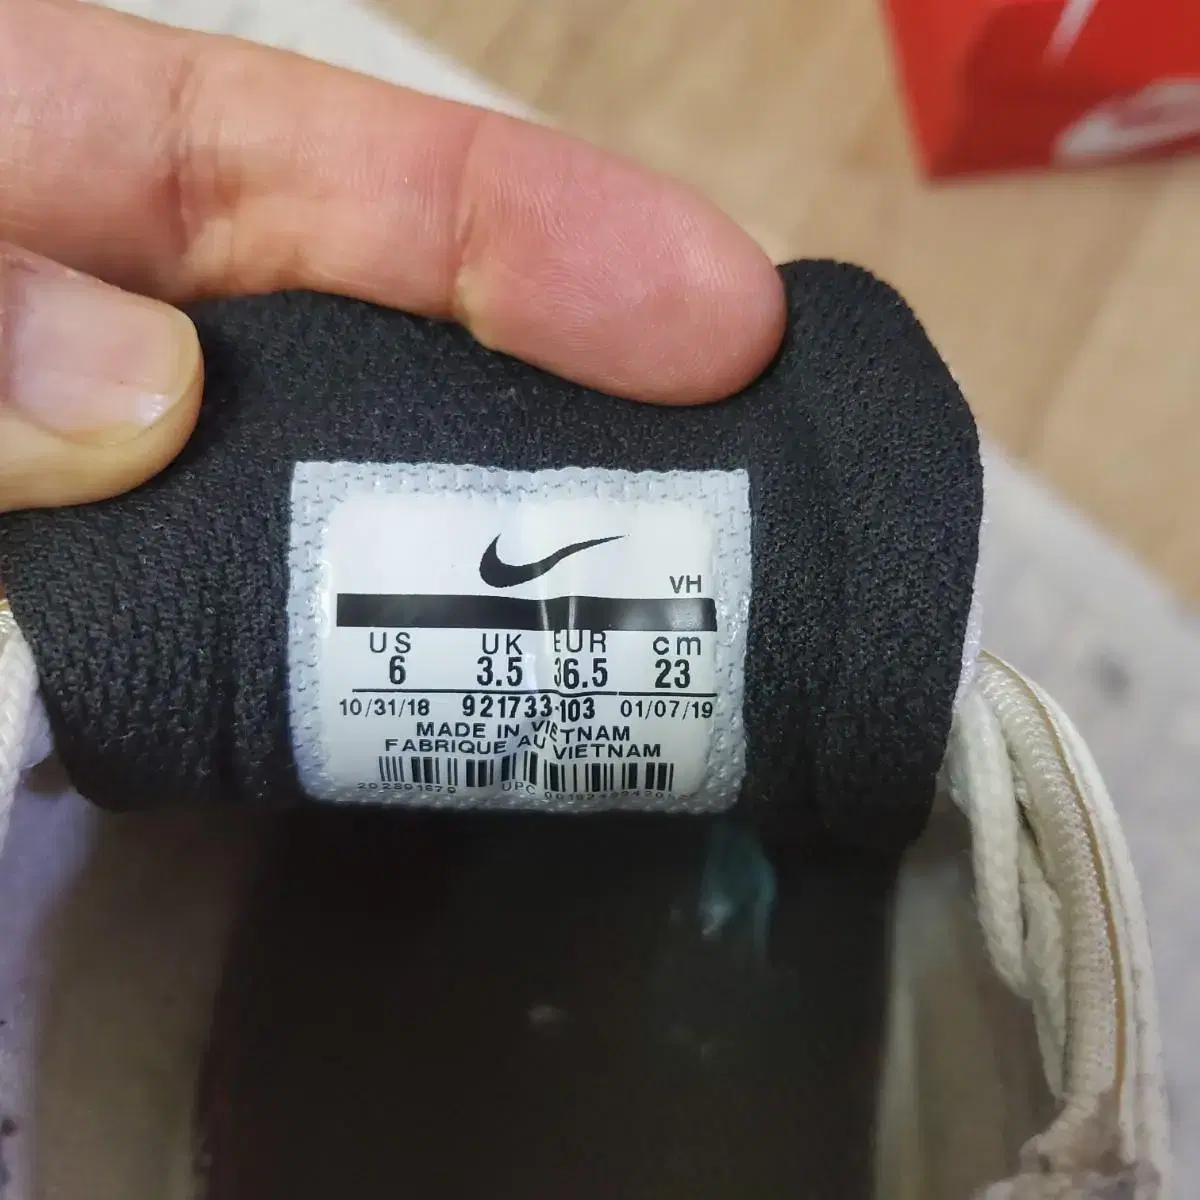 VH
US UK EUR cm
6 3.5 36.5 23
10/31/18 921733-103 01/07/19
MADE IN VIETNAM
FABRIQUE AU VIETNAM
UPC